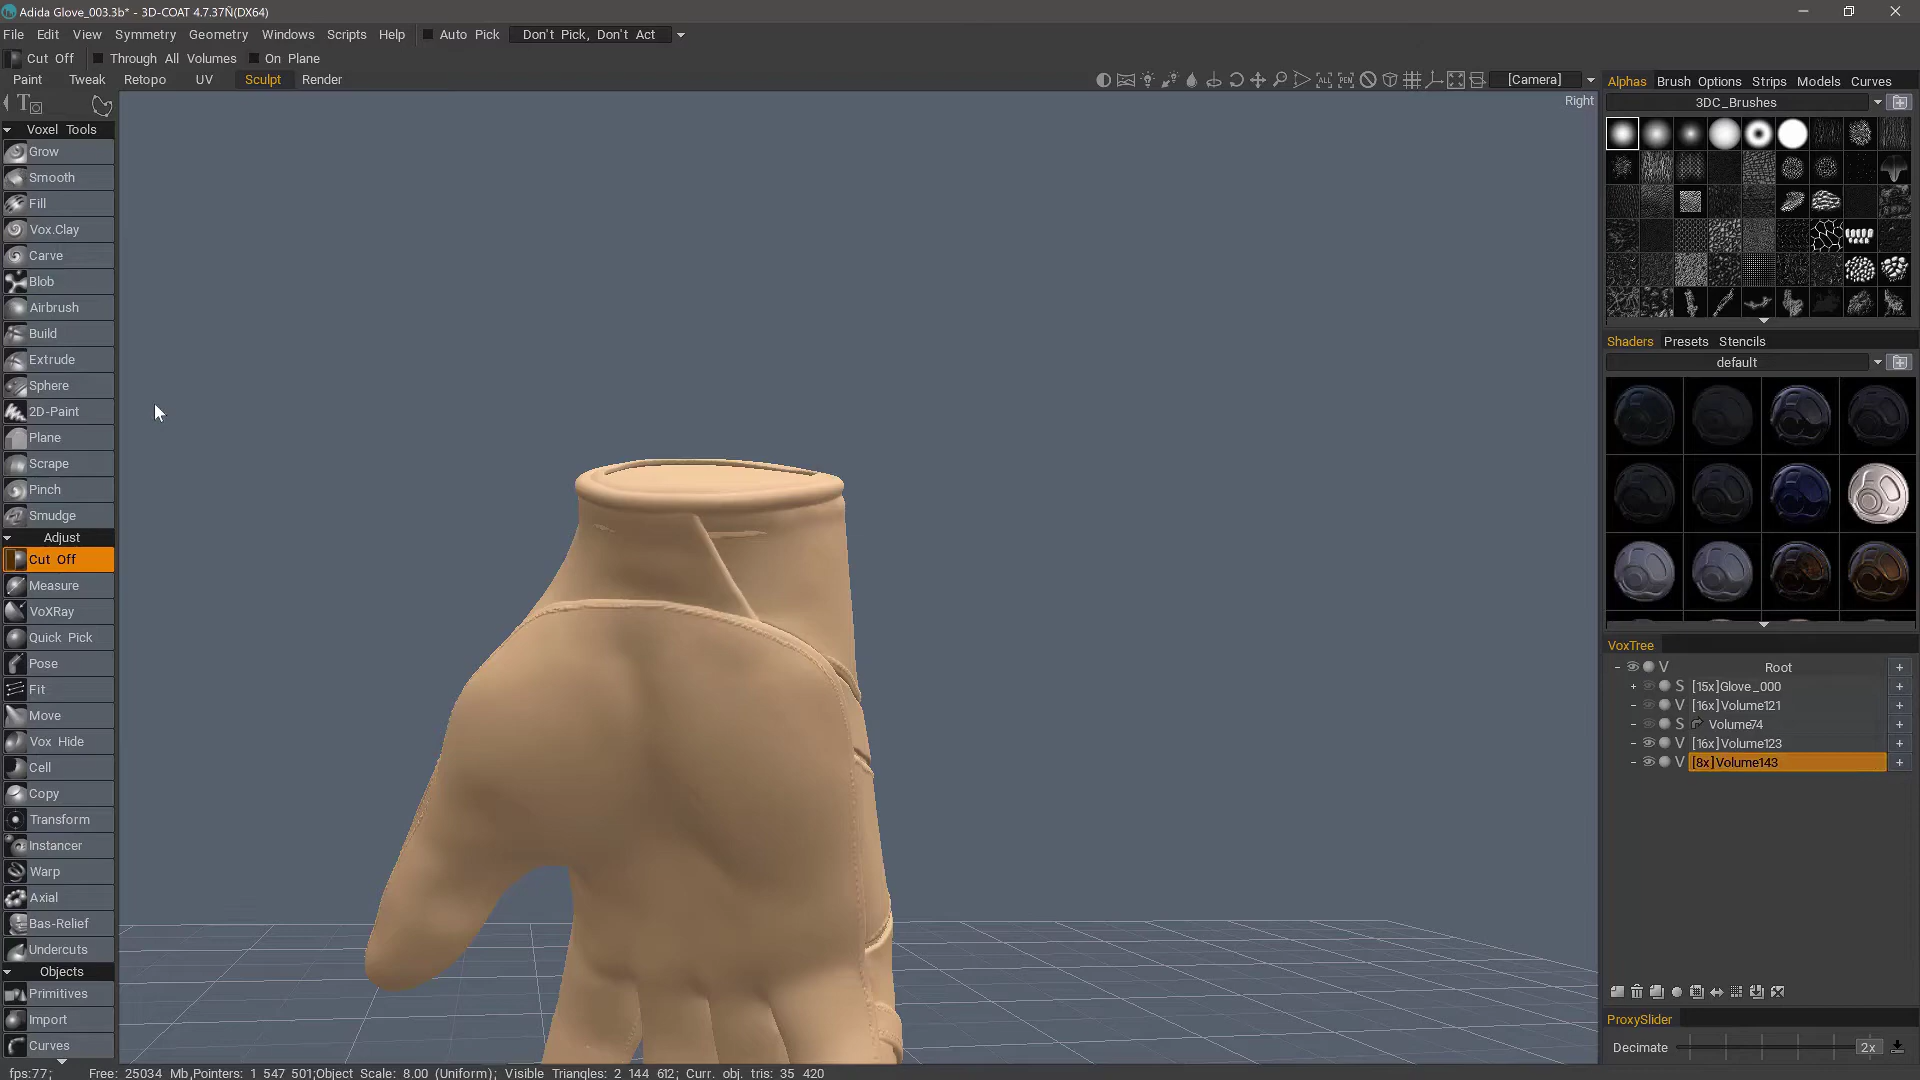 Adida Glove_003.3b* - 3D-COAT 4.7.37Ñ(DX64)
File Edit View Symmetry Geometry Windows Scripts Help Auto Pick Don't Pick, Don't Act
Cut Off Through All Volumes On Plane
Paint Tweak Retopo UV Sculpt Render [Camera]
Right
Voxel Tools
Grow
Smooth
Fill
Vox.Clay
Carve
Blob
Airbrush
Build
Extrude
Sphere
2D-Paint
Plane
Scrape
Pinch
Smudge
Adjust
Cut Off
Measure
VoXRay
Quick Pick
Pose
Fit
Move
Vox Hide
Cell
Copy
Transform
Instancer
Warp
Axial
Bas-Relief
Undercuts
Objects
Primitives
Import
Curves
Alphas Brush Options Strips Models Curves
3DC_Brushes
Shaders Presets Stencils
default
VoxTree
- V Root +
+ S [15x]Glove_000 +
- V [16x]Volume121 +
- S Volume74 +
- V [16x]Volume123 +
- V [8x]Volume143 +
ProxySlider
Decimate 2x
fps:77; Free: 25034 Mb,Pointers: 1 547 501;Object Scale: 8.00 (Uniform); Visible Triangles: 2 144 612; Curr. obj. tris: 35 420